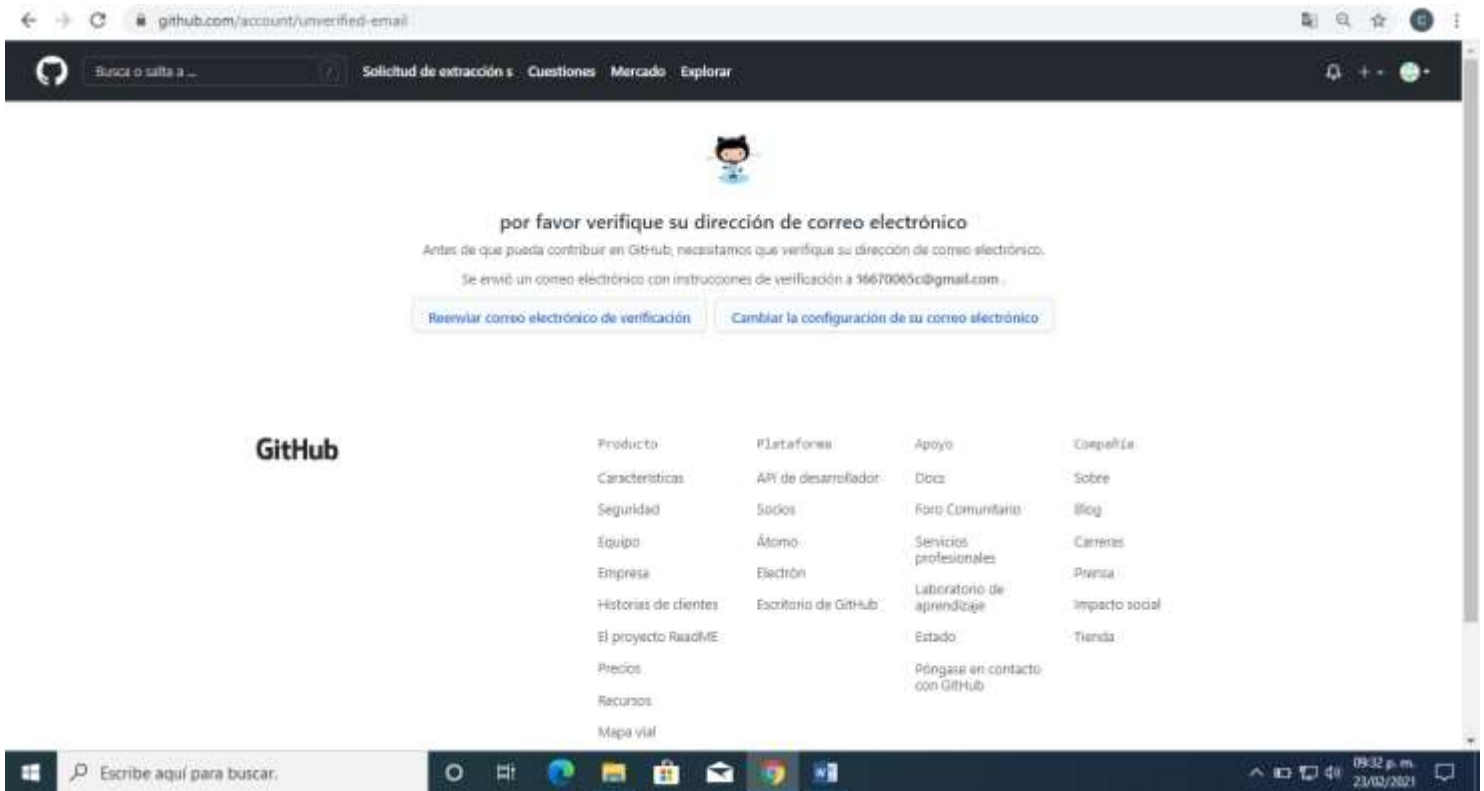 github.com/account/unverified-email
Busca o salta a ...
/
Solicitud de extracción s Cuestiones Mercado Explorar
por favor verifique su dirección de correo electrónico
Antes de que pueda contribuir en GitHub, necesitamos que verifique su dirección de correo electrónico.
Se envió un correo electrónico con instrucciones de verificación a 16670065c@gmail.com .
Reenviar correo electrónico de verificación
Cambiar la configuración de su correo electrónico
GitHub
Producto
Características
Seguridad
Equipo
Empresa
Historias de clientes
El proyecto ReadME
Precios
Recursos
Mapa vial
Plataforma
API de desarrollador
Socios
Átomo
Electrón
Escritorio de GitHub
Apoyo
Docs
Foro Comunitario
Servicios
profesionales
Laboratorio de
aprendizaje
Estado
Póngase en contacto
con GitHub
Compañía
Sobre
Blog
Carreras
Prensa
Impacto social
Tienda
Escribe aquí para buscar.
09:32 p. m.
23/02/2021